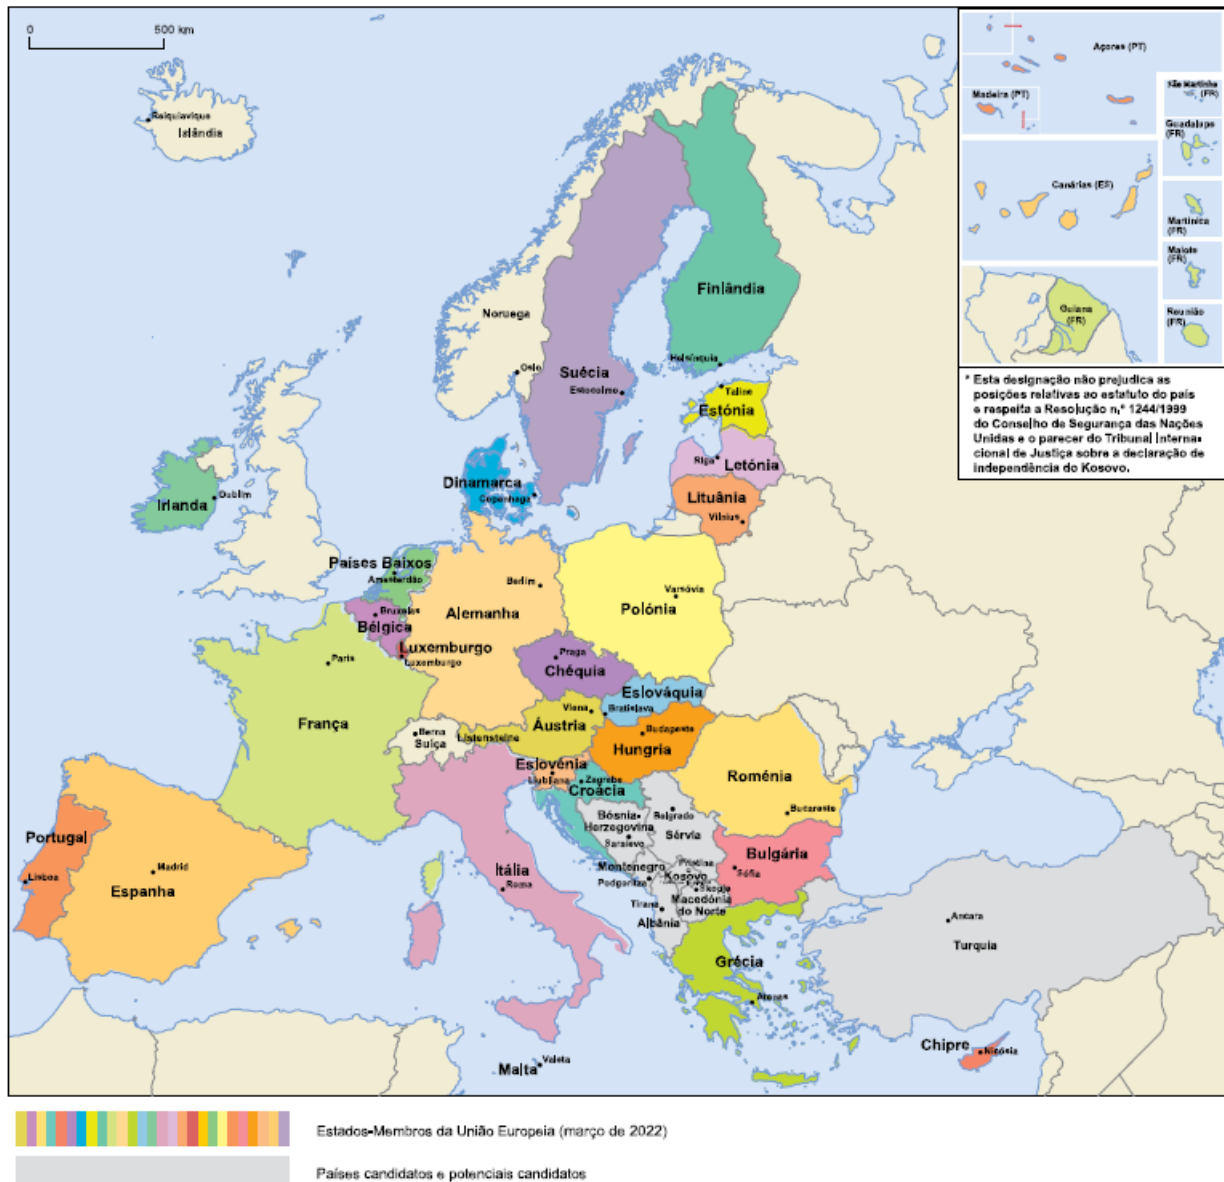 0
500 km
Açores (PT)
Madeira (PT)
São Martinho
(FR)
Guadalupe
(FR)
Canárias (ES)
Martinica
(FR)
Maiote
(FR)
Guiana
(FR)
Reunião
(FR)
* Esta designação não prejudica as
posições relativas ao estatuto do país
e respeita a Resolução n.° 1244/1999
do Conselho de Segurança das Nações
Unidas e o parecer do Tribunal Interna-
cional de Justiça sobre a declaração de
independência do Kosovo.
Reiquiavique
Islândia
Noruega
Oslo
Suécia
Estocolmo
Finlândia
Helsínquia
Taline
Estónia
Riga
Letónia
Lituânia
Vilnius
Dinamarca
Copenhaga
Irlanda
Dublim
Países Baixos
Amesterdão
Bruxelas
Bélgica
Luxemburgo
Luxemburgo
Berlim
Alemanha
Varsóvia
Polónia
Paris
França
Praga
Chéquia
Eslováquia
Bratislava
Viena
Áustria
Listenstaine
Berna
Suíça
Budapeste
Hungria
Eslovénia
Liubliana
Zagrebe
Croácia
Roménia
Bucareste
Bósnia-
Herzegovina
Saraievo
Belgrado
Sérvia
Montenegro
Podgoritza
Pristina
Kosovo
Skopje
Macedónia
do Norte
Tirana
Albânia
Bulgária
Sófia
Portugal
Lisboa
Madrid
Espanha
Itália
Roma
Grécia
Atenas
Ancara
Turquia
Malta
Valeta
Chipre
Nicósia
Estados-Membros da União Europeia (março de 2022)
Países candidatos e potenciais candidatos